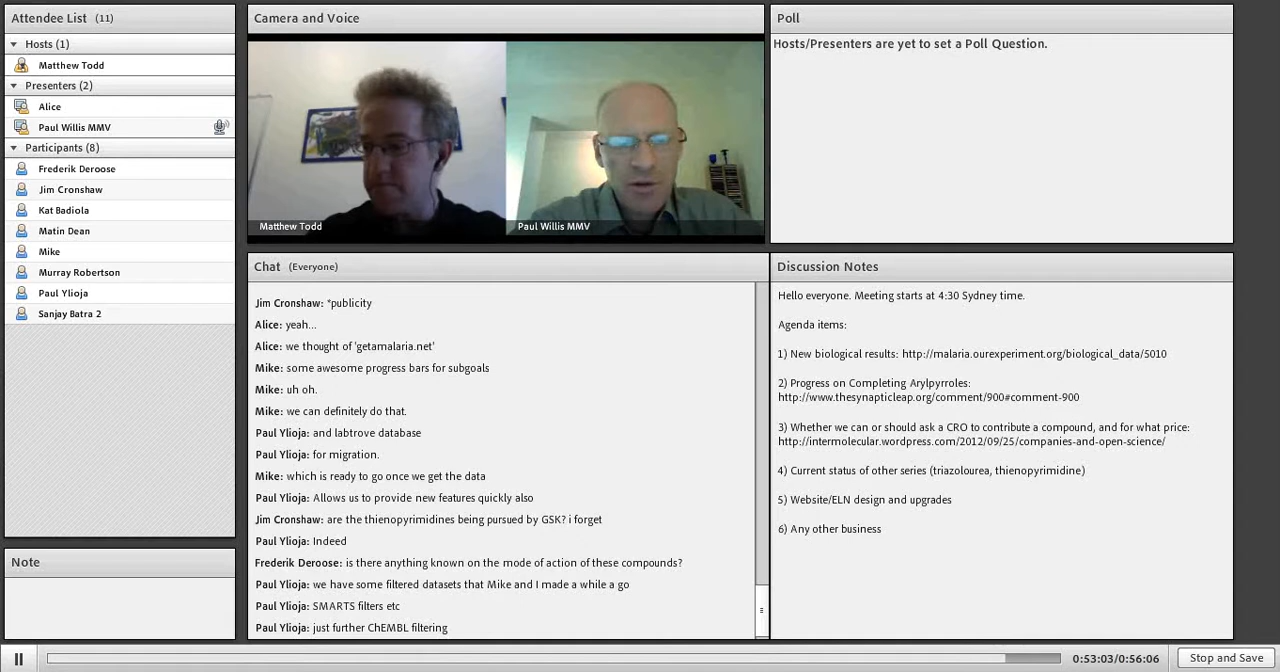 Attendee List (11)
Hosts (1)
Matthew Todd
Presenters (2)
Alice
Paul Willis MMV
Participants (8)
Frederik Deroose
Jim Cronshaw
Kat Badiola
Matin Dean
Mike
Murray Robertson
Paul Ylioja
Sanjay Batra 2
Note
Camera and Voice
Matthew Todd
Paul Willis MMV
Chat (Everyone)
Jim Cronshaw: *publicity
Alice: yeah...
Alice: we thought of 'getamalaria.net'
Mike: some awesome progress bars for subgoals
Mike: uh oh.
Mike: we can definitely do that.
Paul Ylioja: and labtrove database
Paul Ylioja: for migration.
Mike: which is ready to go once we get the data
Paul Ylioja: Allows us to provide new features quickly also
Jim Cronshaw: are the thienopyrimidines being pursued by GSK? i forget
Paul Ylioja: Indeed
Frederik Deroose: is there anything known on the mode of action of these compounds?
Paul Ylioja: we have some filtered datasets that Mike and I made a while a go
Paul Ylioja: SMARTS filters etc
Paul Ylioja: just further ChEMBL filtering
Poll
Hosts/Presenters are yet to set a Poll Question.
Discussion Notes
Hello everyone. Meeting starts at 4:30 Sydney time.
Agenda items:
1) New biological results: http://malaria.ourexperiment.org/biological_data/5010
2) Progress on Completing Arylpyrroles:
http://www.thesynapticleap.org/comment/900#comment-900
3) Whether we can or should ask a CRO to contribute a compound, and for what price:
http://intermolecular.wordpress.com/2012/09/25/companies-and-open-science/
4) Current status of other series (triazolourea, thienopyrimidine)
5) Website/ELN design and upgrades
6) Any other business
0:53:03/0:56:06
Stop and Save